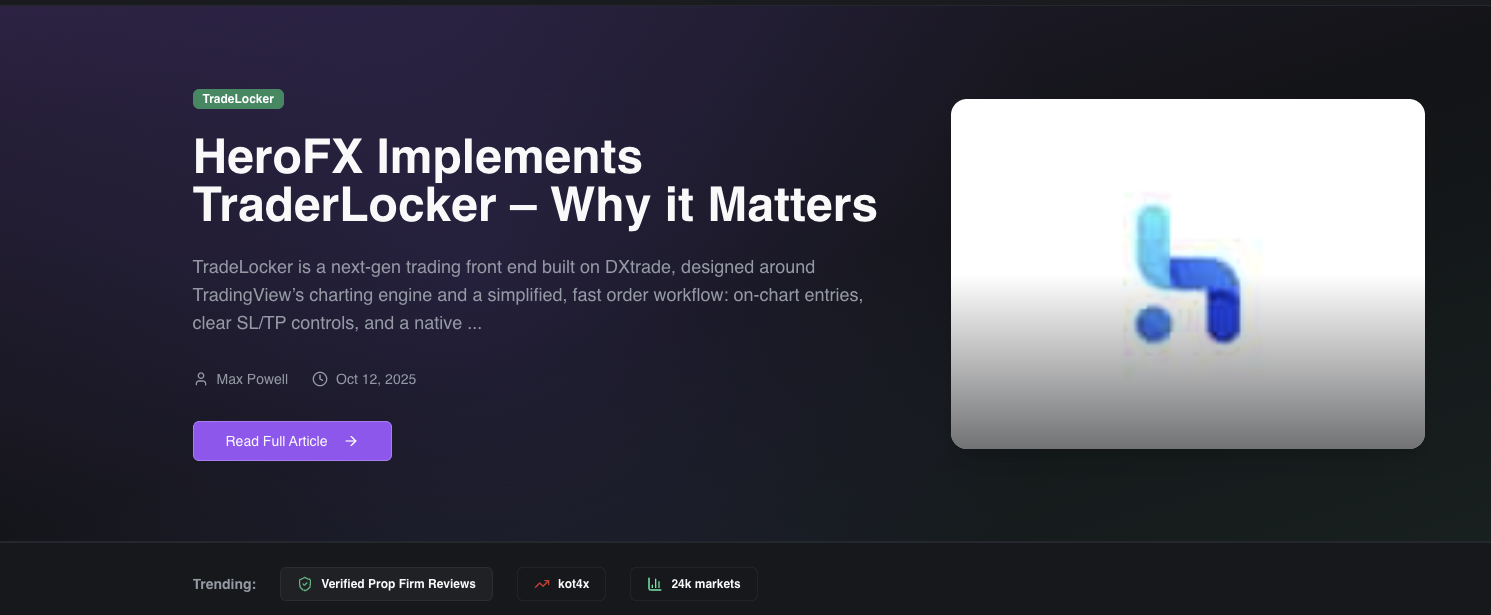 TradeLocker
HeroFX Implements
TraderLocker – Why it Matters
TradeLocker is a next-gen trading front end built on DXtrade, designed around
TradingView’s charting engine and a simplified, fast order workflow: on-chart entries,
clear SL/TP controls, and a native ...
Max Powell Oct 12, 2025
Read Full Article
Trending: Verified Prop Firm Reviews kot4x 24k markets